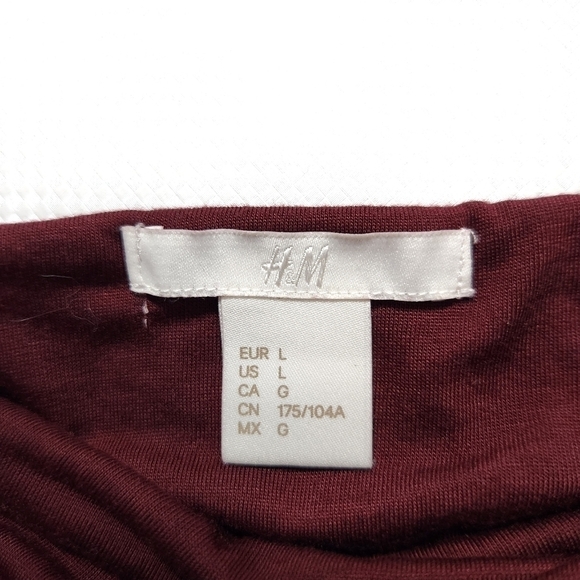 H&M
EUR L
US L
CA G
CN 175/104A
MX G